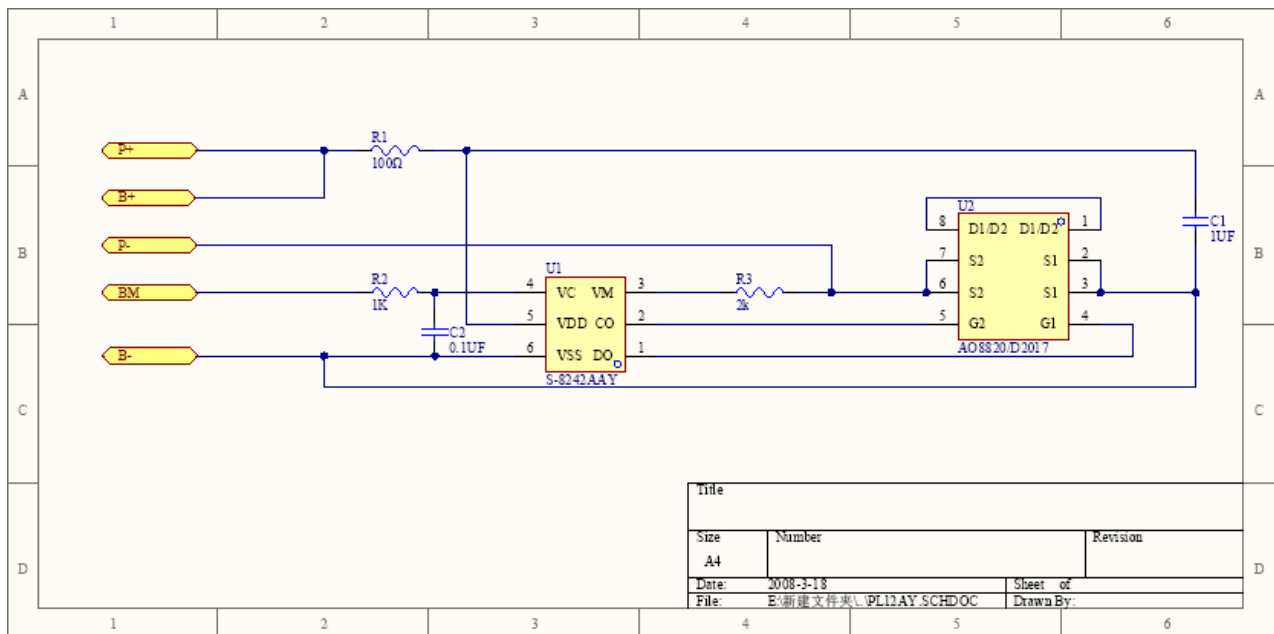 1 2 3 4 5 6
A A
R1
P+
100Ω
B+
U2
8 D1/D2 D1/D2 1
C1
1UF
B B
P-
7 S2 S1 2
U1
R2
R3
BM
4 VC VM 3
6 S2 S1 3
1K
2k
5 VDD CO 2
5 G2 G1 4
C2
0.1UF
B-
6 VSS DO 1
AO8820/D2017
S-8242AAY
C C
Title
Size Number Revision
A4
D D
Date: 2008-3-18 Sheet of
File: E:\新建文件夹\..\PL12AY.SCHDOC Drawn By:
1 2 3 4 5 6